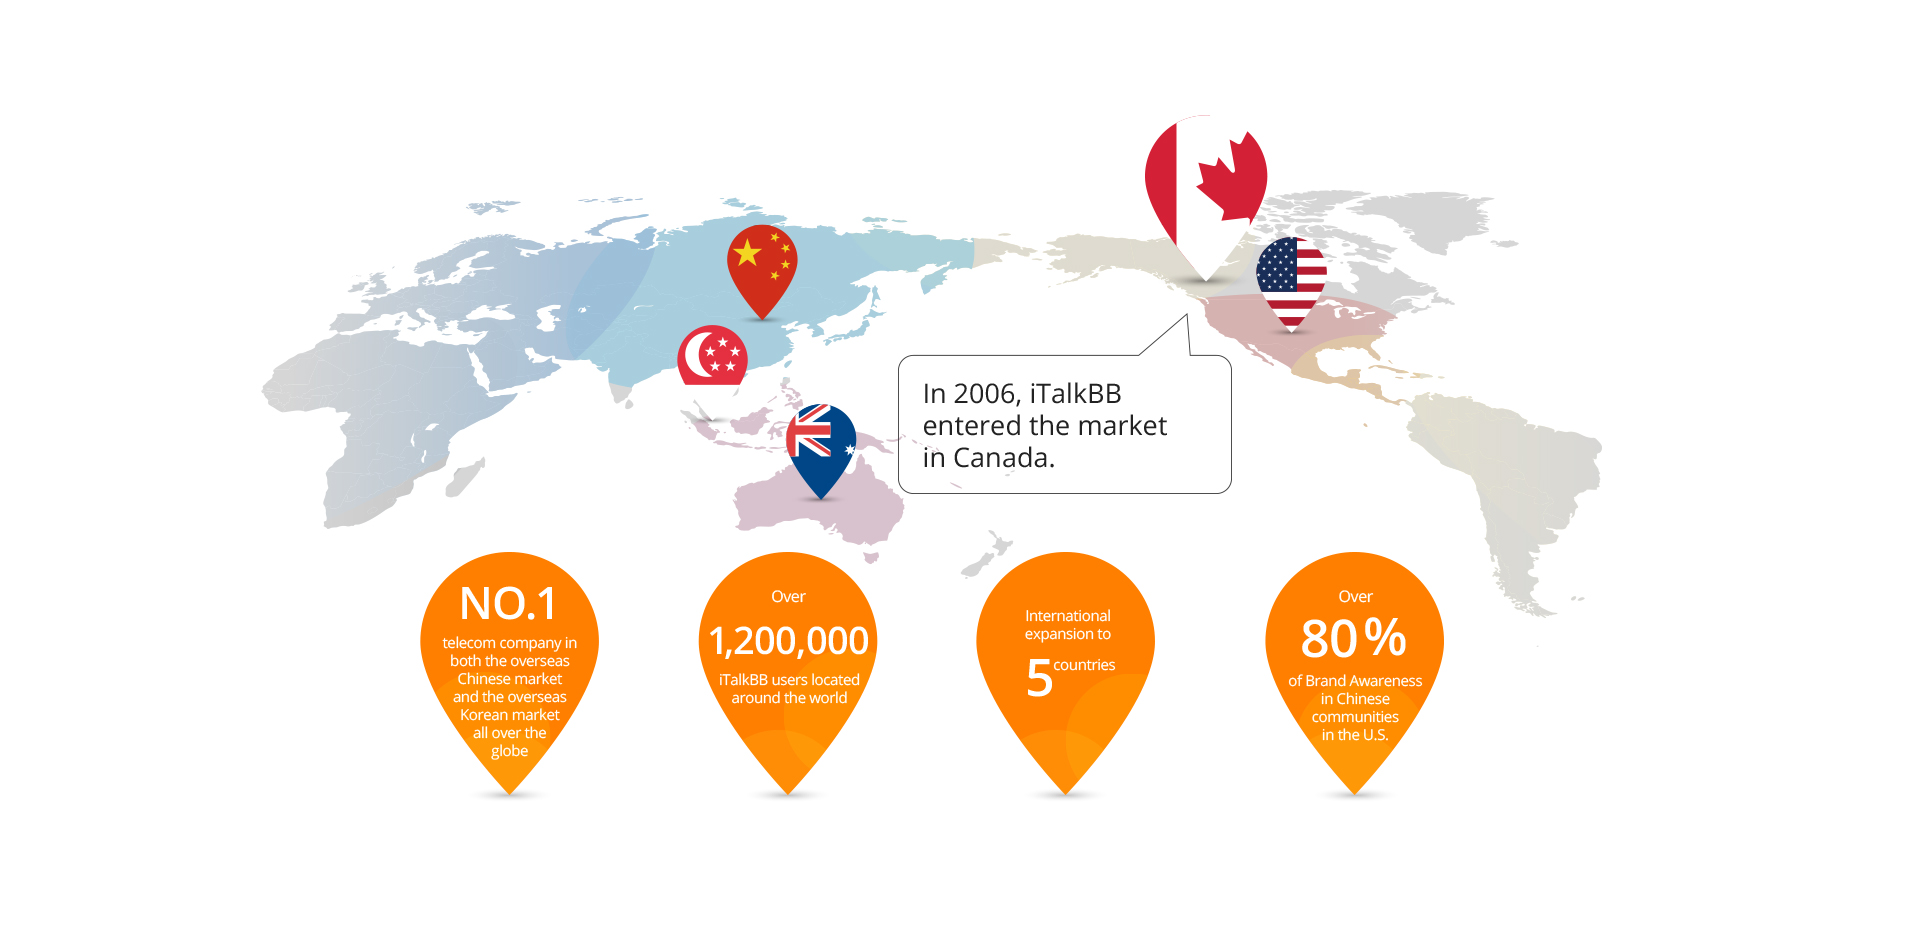 In 2006, iTalkBB
entered the market
in Canada.
NO.1
telecom company in
both the overseas
Chinese market
and the overseas
Korean market
all over the
globe
Over
1,200,000
iTalkBB users located
around the world
International
expansion to
5 countries
Over
80%
of Brand Awareness
in Chinese
communities
in the U.S.